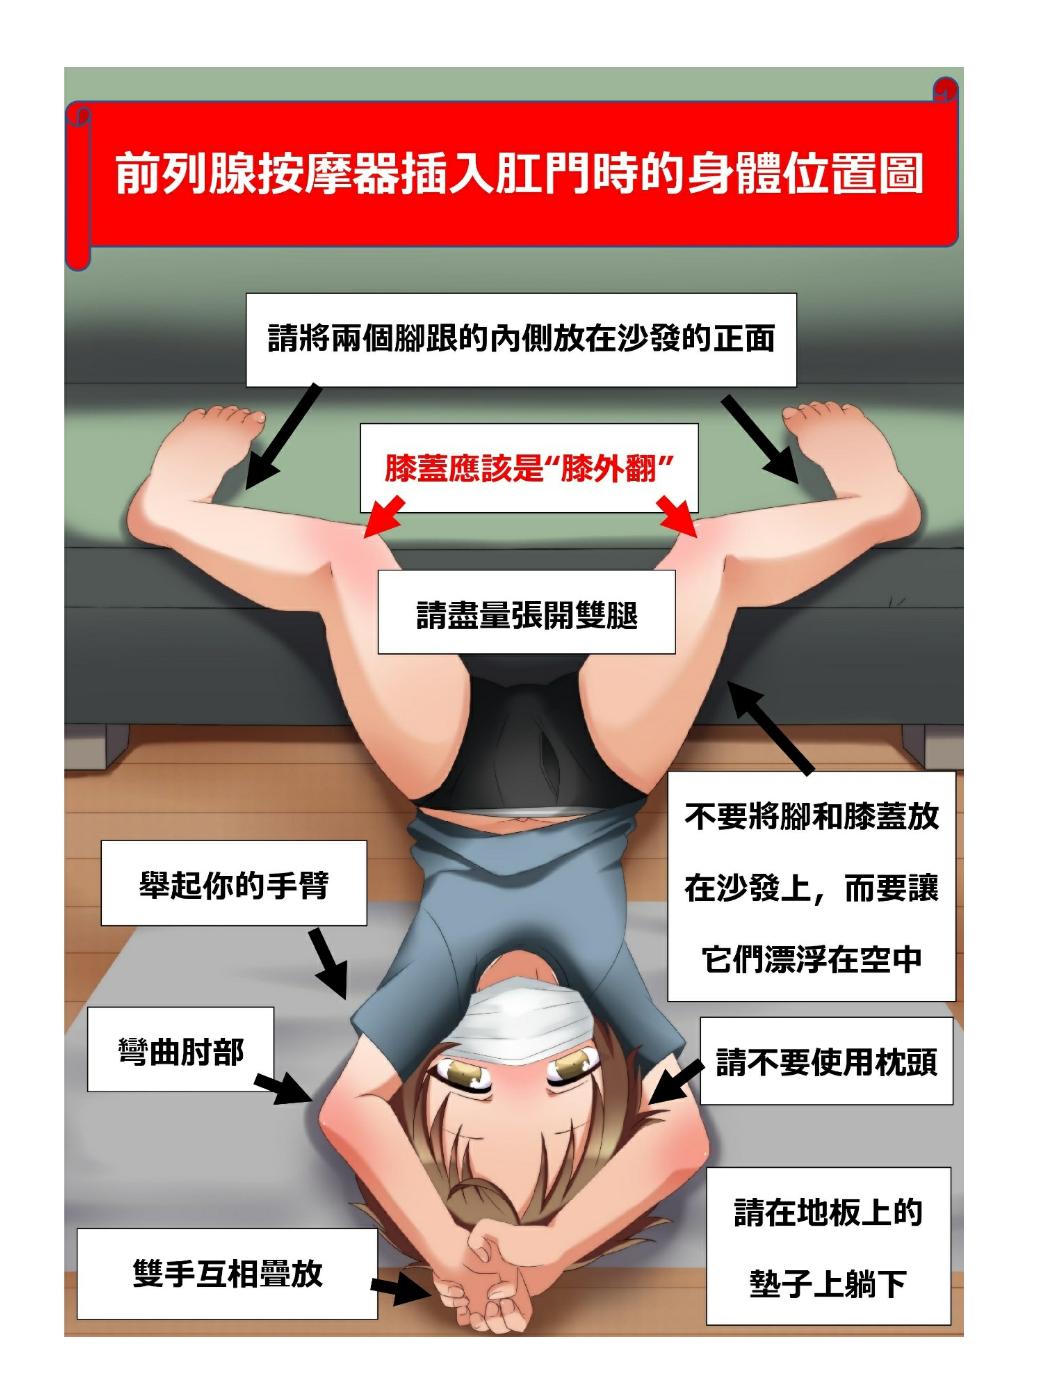 前列腺按摩器插入肛門時的身體位置圖
請將兩個腳跟的內側放在沙發的正面
膝蓋應該是“膝外翻”
請盡量張開雙腿
不要將腳和膝蓋放
在沙發上，而要讓
它們漂浮在空中
舉起你的手臂
彎曲肘部
請不要使用枕頭
請在地板上的
墊子上躺下
雙手互相疊放